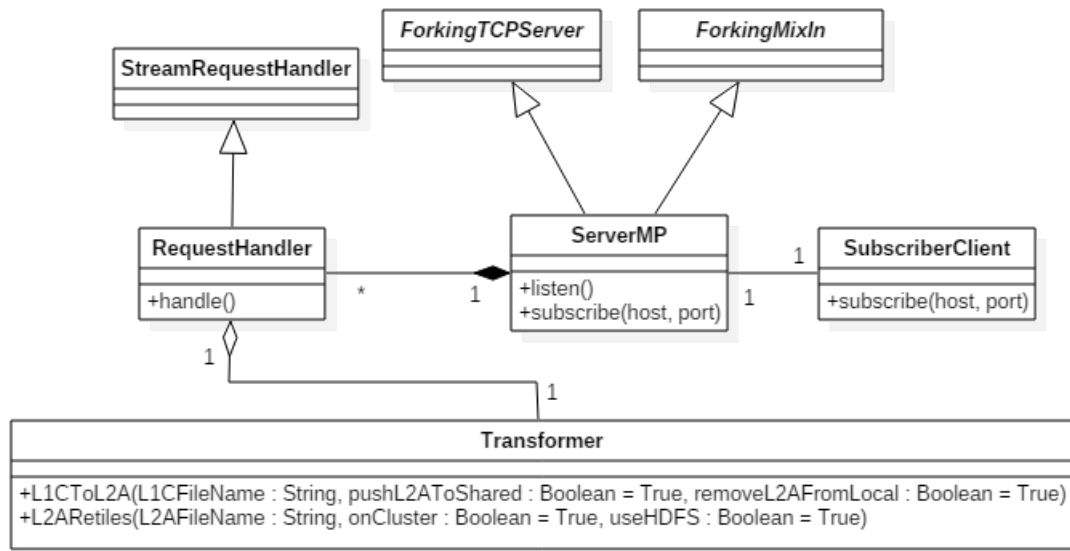 ForkingTCPServer
ForkingMixIn
StreamRequestHandler
RequestHandler
+handle()
*
1
ServerMP
+listen()
+subscribe(host, port)
1
1
SubscriberClient
+subscribe(host, port)
1
1
Transformer
+L1CToL2A(L1CFileName : String, pushL2AToShared : Boolean = True, removeL2AFromLocal : Boolean = True)
+L2ARetiles(L2AFileName : String, onCluster : Boolean = True, useHDFS : Boolean = True)